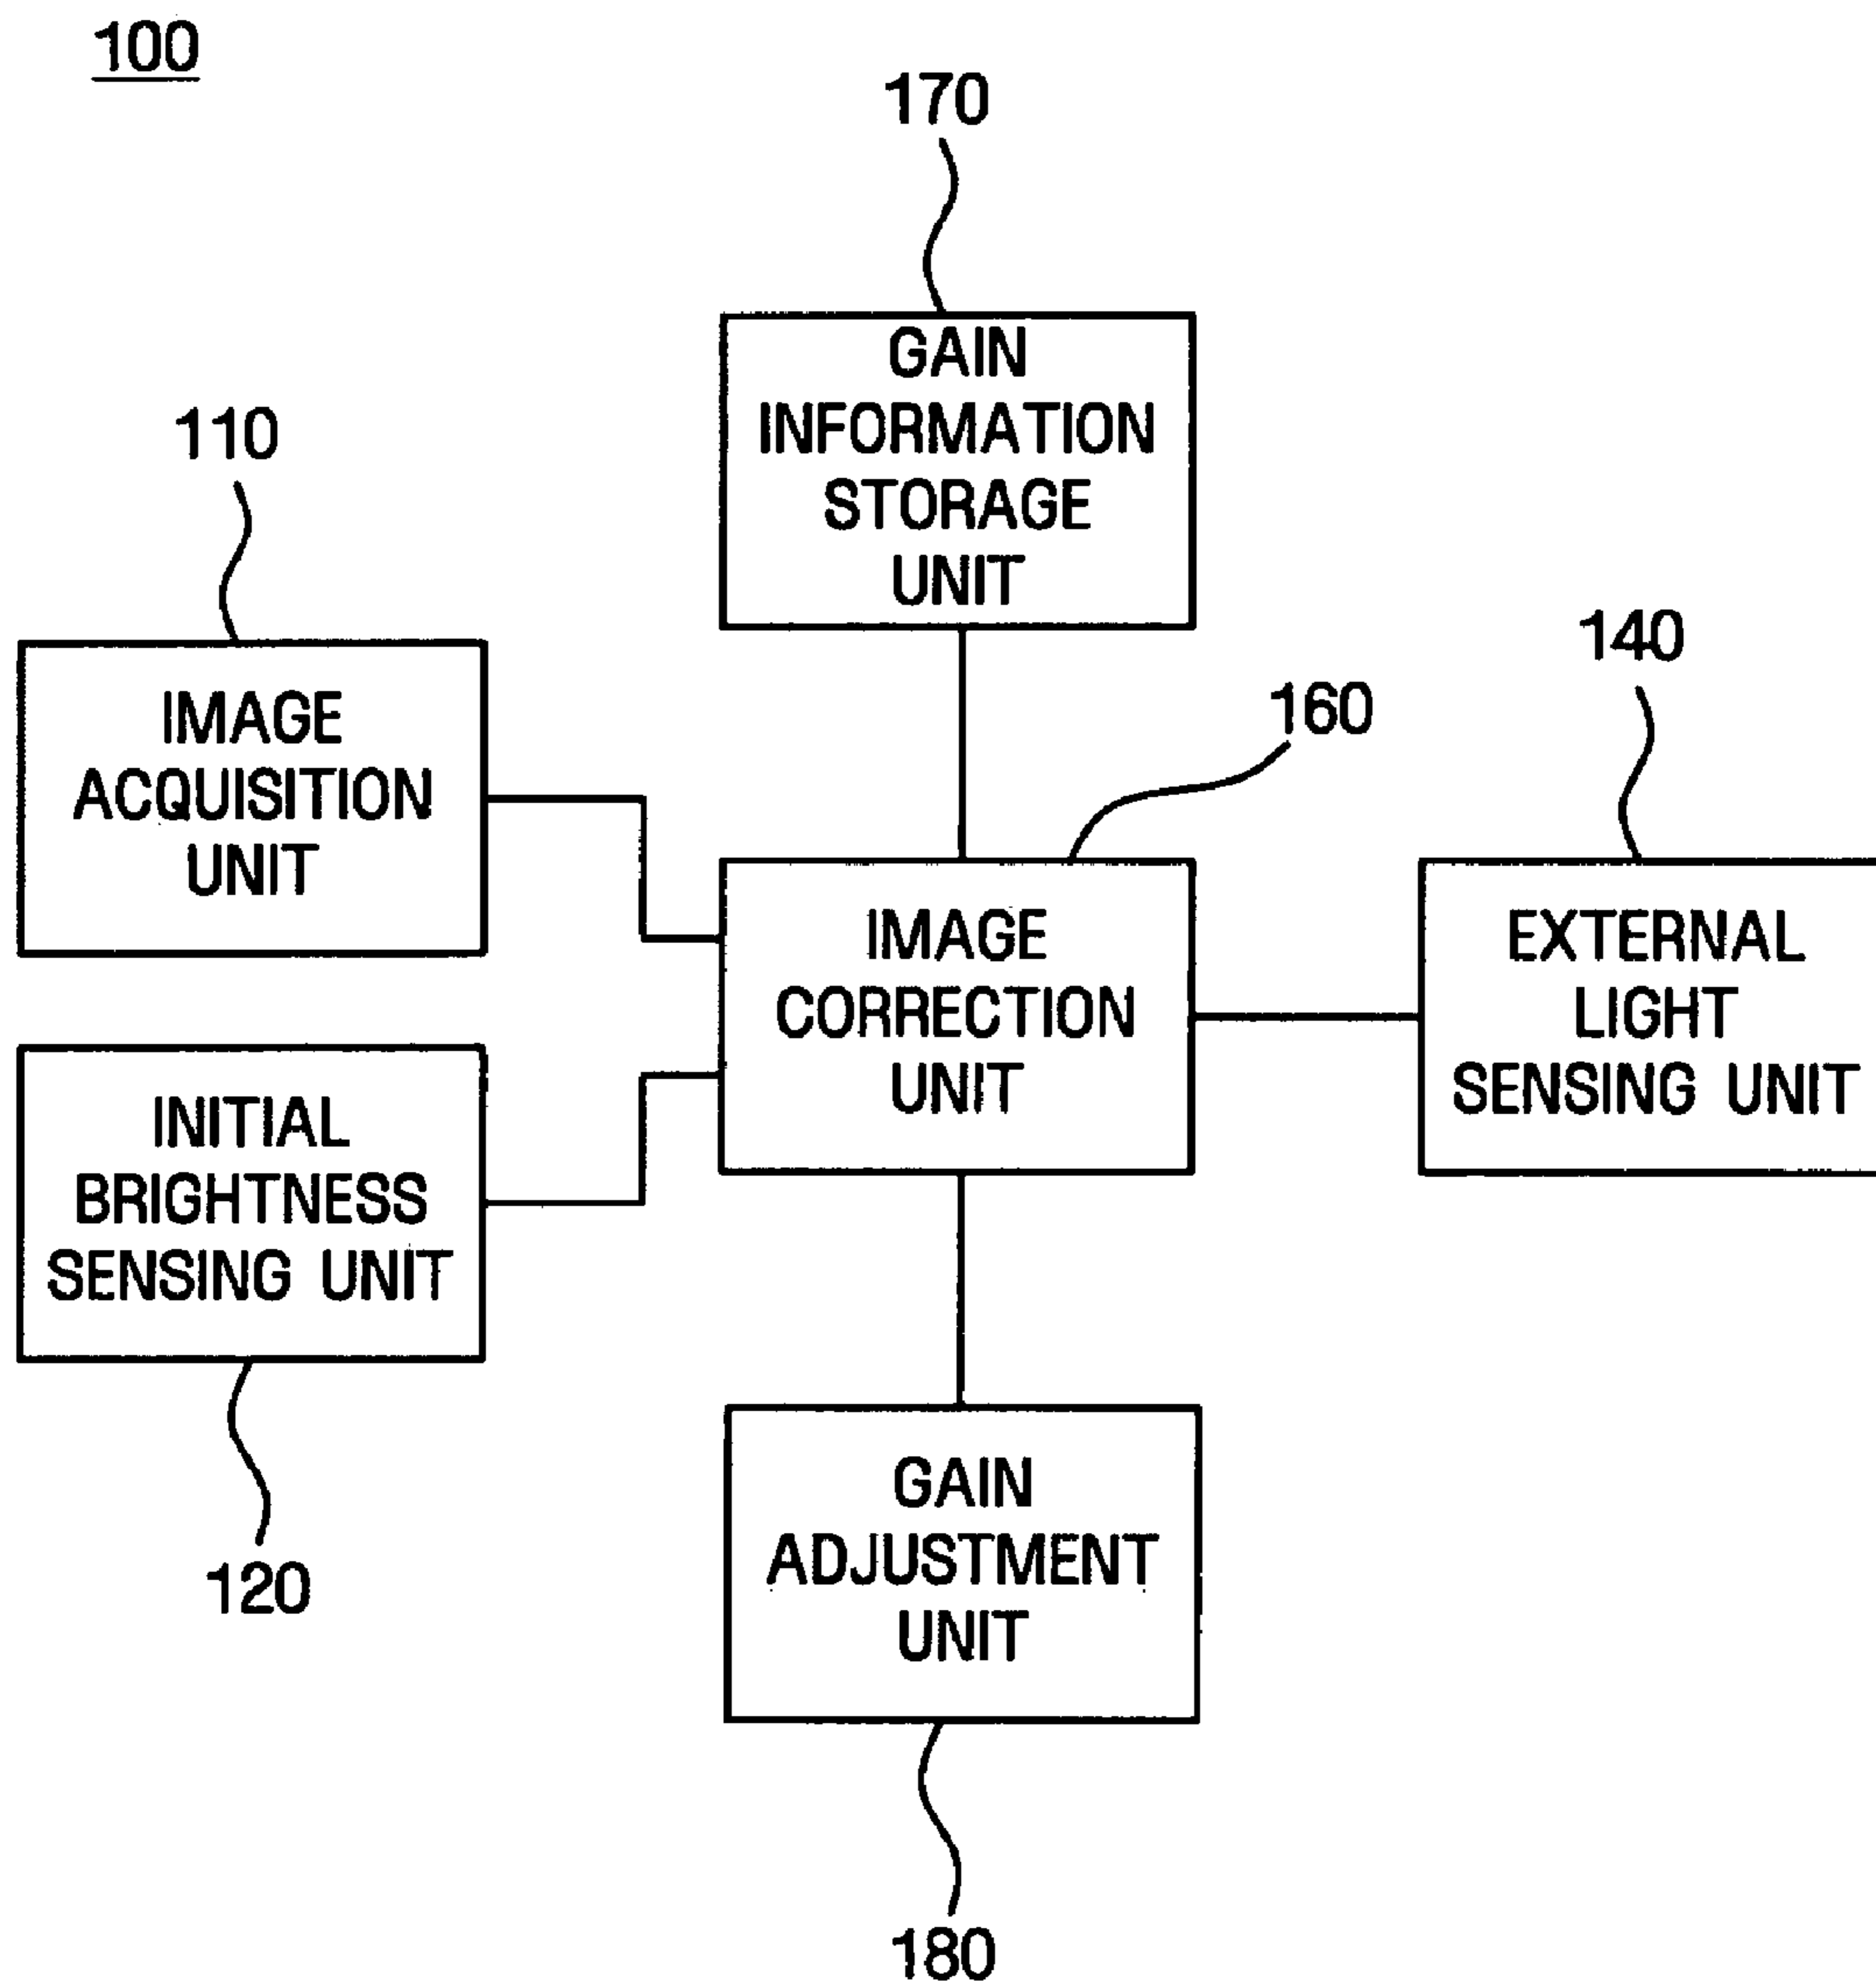 100
170
GAIN
INFORMATION
STORAGE
UNIT
110
IMAGE
ACQUISITION
UNIT
140
160
IMAGE
CORRECTION
UNIT
EXTERNAL
LIGHT
SENSING UNIT
INITIAL
BRIGHTNESS
SENSING UNIT
120
GAIN
ADJUSTMENT
UNIT
180